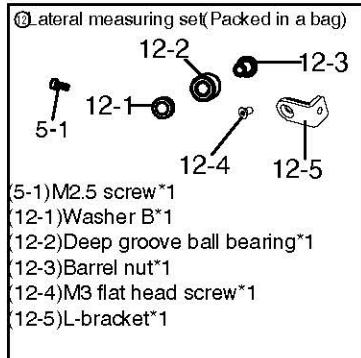 ⑫Lateral measuring set(Packed in a bag)
12-2
12-3
12-1
5-1
12-4
12-5
(5-1)M2.5 screw*1
(12-1)Washer B*1
(12-2)Deep groove ball bearing*1
(12-3)Barrel nut*1
(12-4)M3 flat head screw*1
(12-5)L-bracket*1